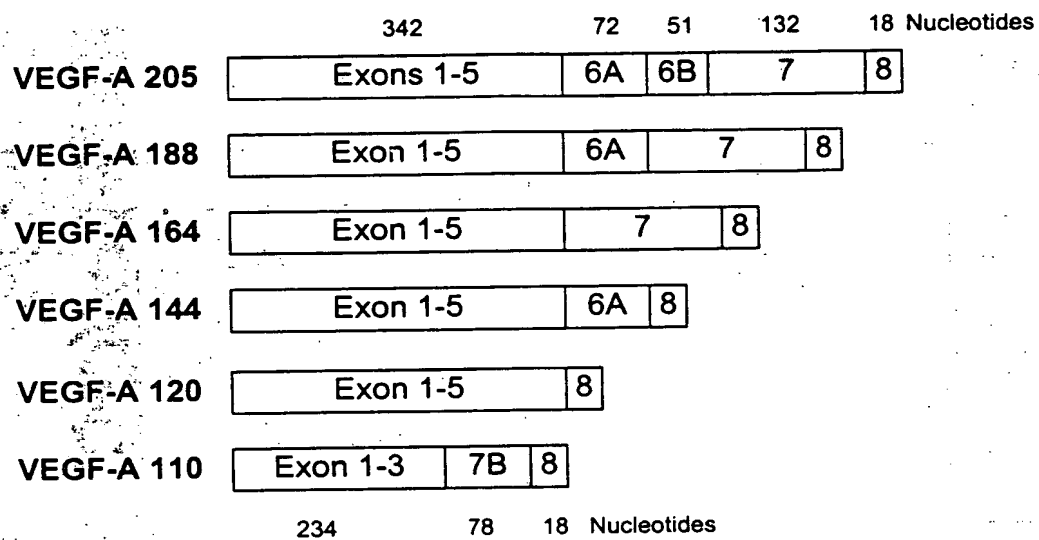 342 72 51 132 18 Nucleotides
VEGF-A 205 Exons 1-5 6A 6B 7 8
VEGF-A 188 Exon 1-5 6A 7 8
VEGF-A 164 Exon 1-5 7 8
VEGF-A 144 Exon 1-5 6A 8
VEGF-A 120 Exon 1-5 8
VEGF-A 110 Exon 1-3 7B 8
234 78 18 Nucleotides